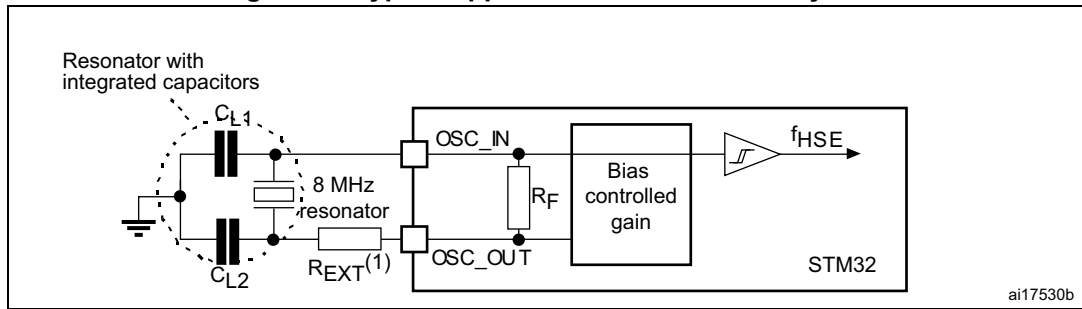 Resonator with
integrated capacitors
CL1
OSC_IN
fHSE
8 MHz
resonator
RF
Bias
controlled
gain
REXT(1)
OSC_OUT
STM32
CL2
ai17530b